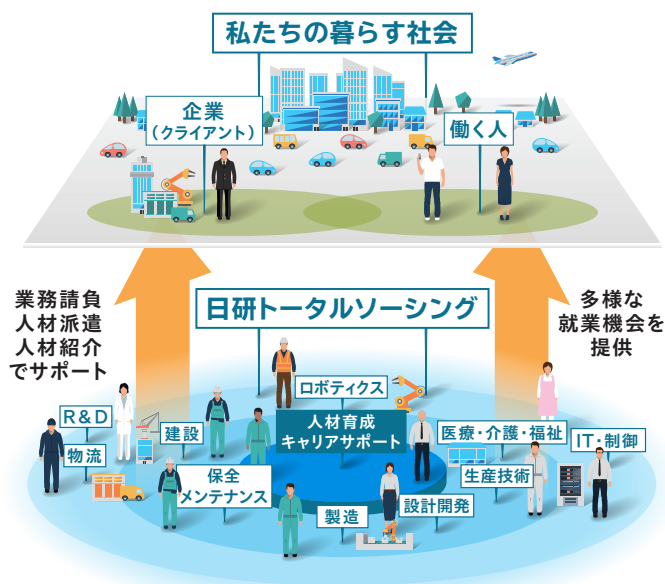 私たちの暮らす社会
企業
（クライアント）
働く人
業務請負
人材派遣
人材紹介
でサポート
日研トータルソーシング
多様な
就業機会を
提供
ロボティクス
R&D
建設
人材育成
キャリアサポート
医療・介護・福祉
IT・制御
物流
保全
メンテナンス
生産技術
製造
設計開発